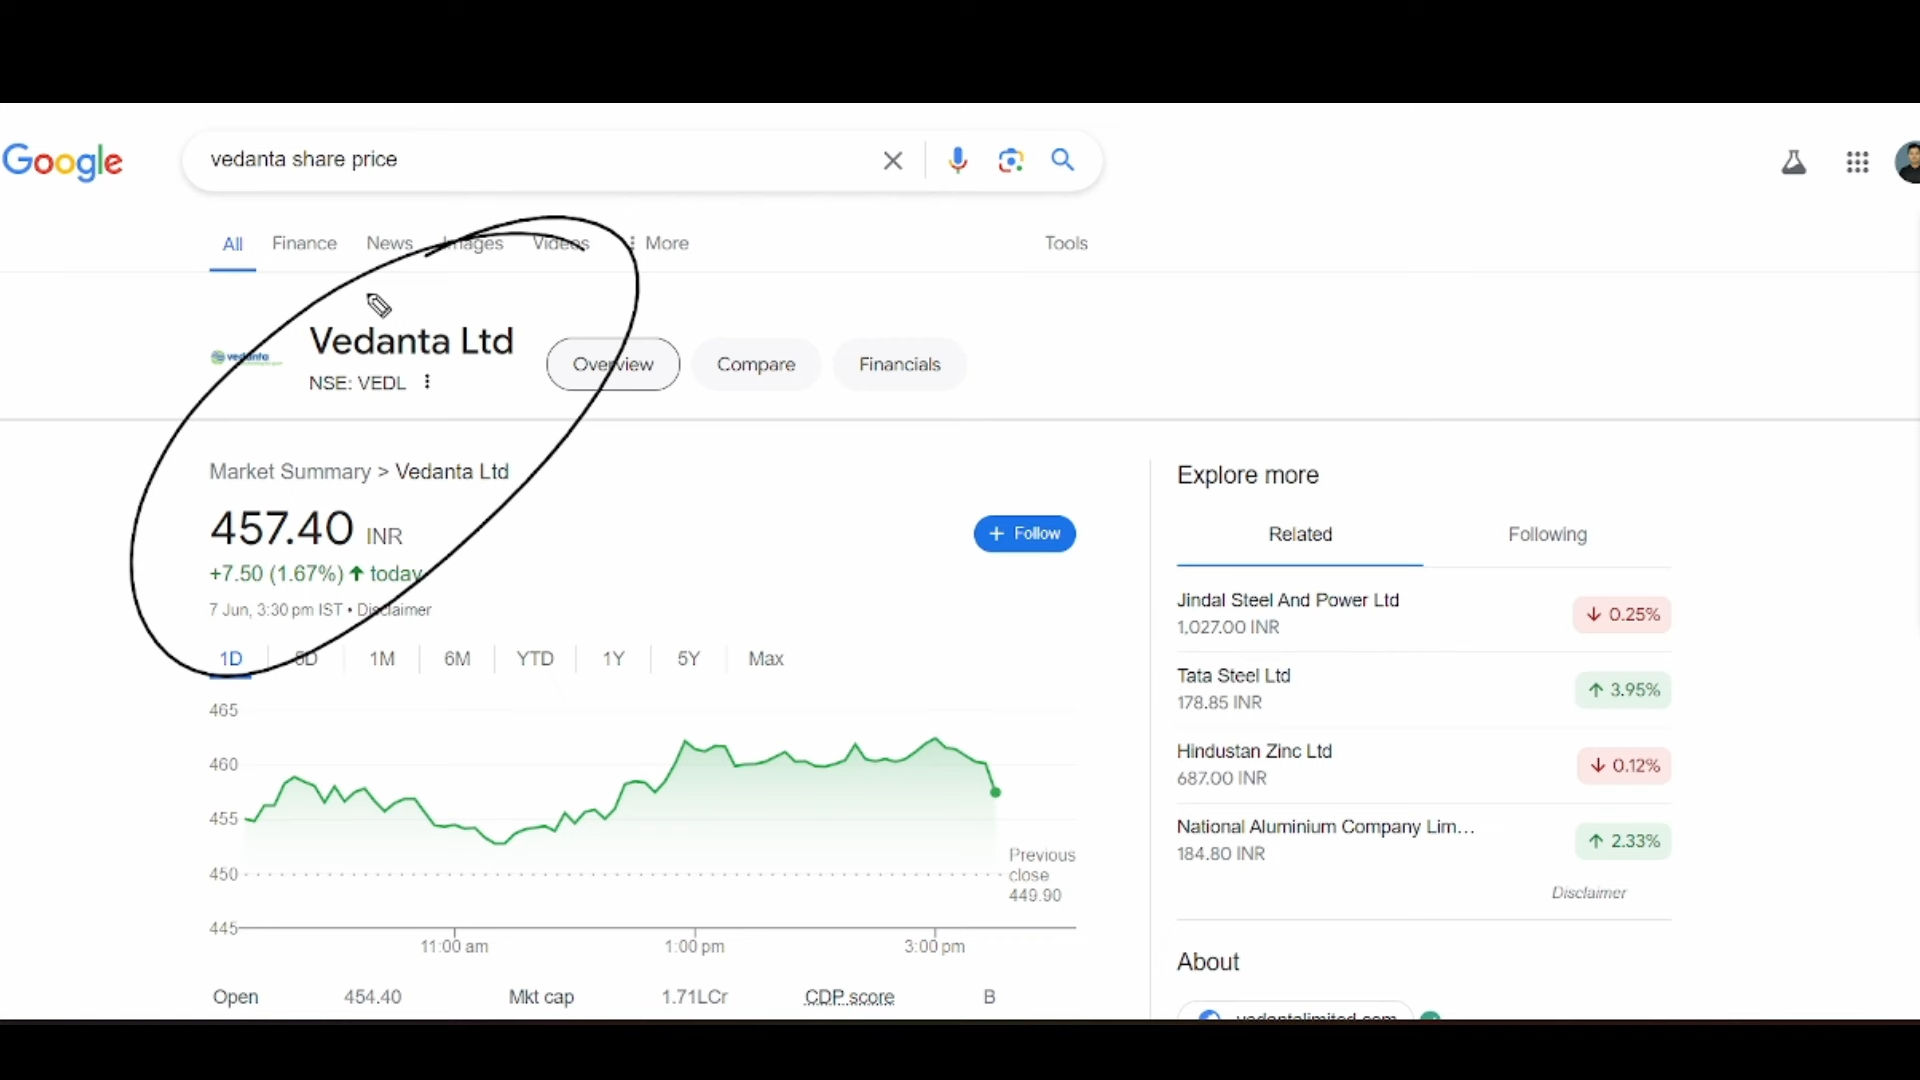 Google
vedanta share price
All Finance News Images Videos More Tools
vedanta
Vedanta Ltd
NSE: VEDL
Overview Compare Financials
Market Summary > Vedanta Ltd
457.40 INR
+7.50 (1.67%) ↑ today
7 Jun, 3:30 pm IST • Disclaimer
+ Follow
1D 5D 1M 6M YTD 1Y 5Y Max
465
460
455
450
445
Previous
close
449.90
11:00 am 1:00 pm 3:00 pm
Open 454.40 Mkt cap 1.71LCr CDP score B
Explore more
Related Following
Jindal Steel And Power Ltd
1,027.00 INR
↓ 0.25%
Tata Steel Ltd
178.85 INR
↑ 3.95%
Hindustan Zinc Ltd
687.00 INR
↓ 0.12%
National Aluminium Company Lim...
184.80 INR
↑ 2.33%
Disclaimer
About
vedantalimited.com